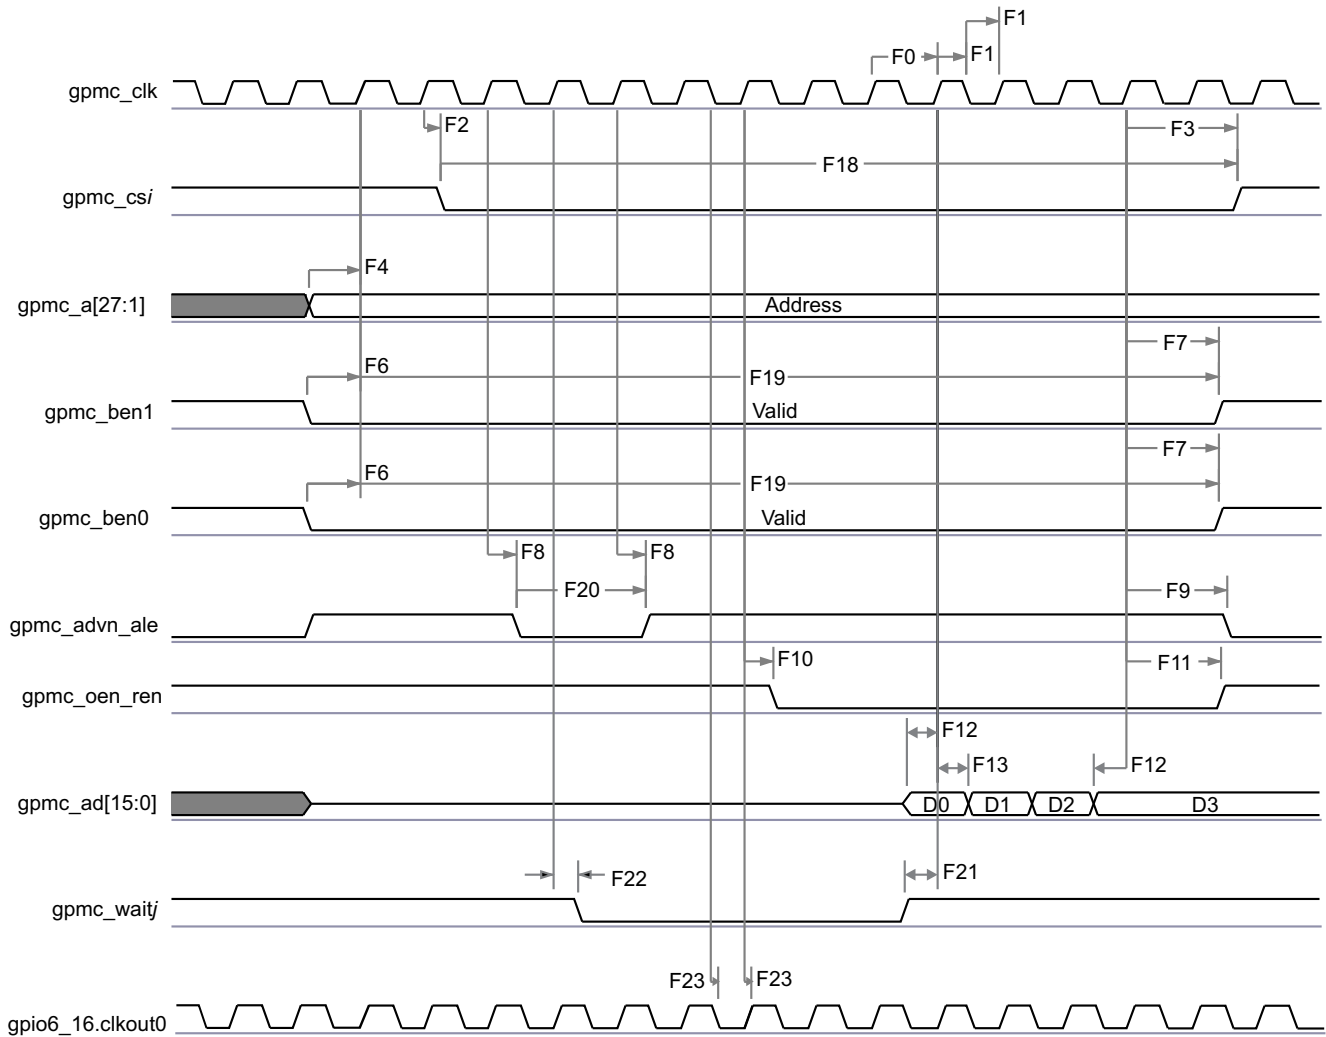 F1
F0
F1
gpmc_clk
F2
F3
F18
gpmc_csi
F4
gpmc_a[27:1]
Address
F7
F6
F19
gpmc_ben1
Valid
F7
F6
F19
gpmc_ben0
Valid
F8
F8
F20
F9
gpmc_advn_ale
F10
F11
gpmc_oen_ren
F12
F13
F12
gpmc_ad[15:0]
D0
D1
D2
D3
F22
F21
gpmc_waitj
F23
F23
gpio6_16.clkout0